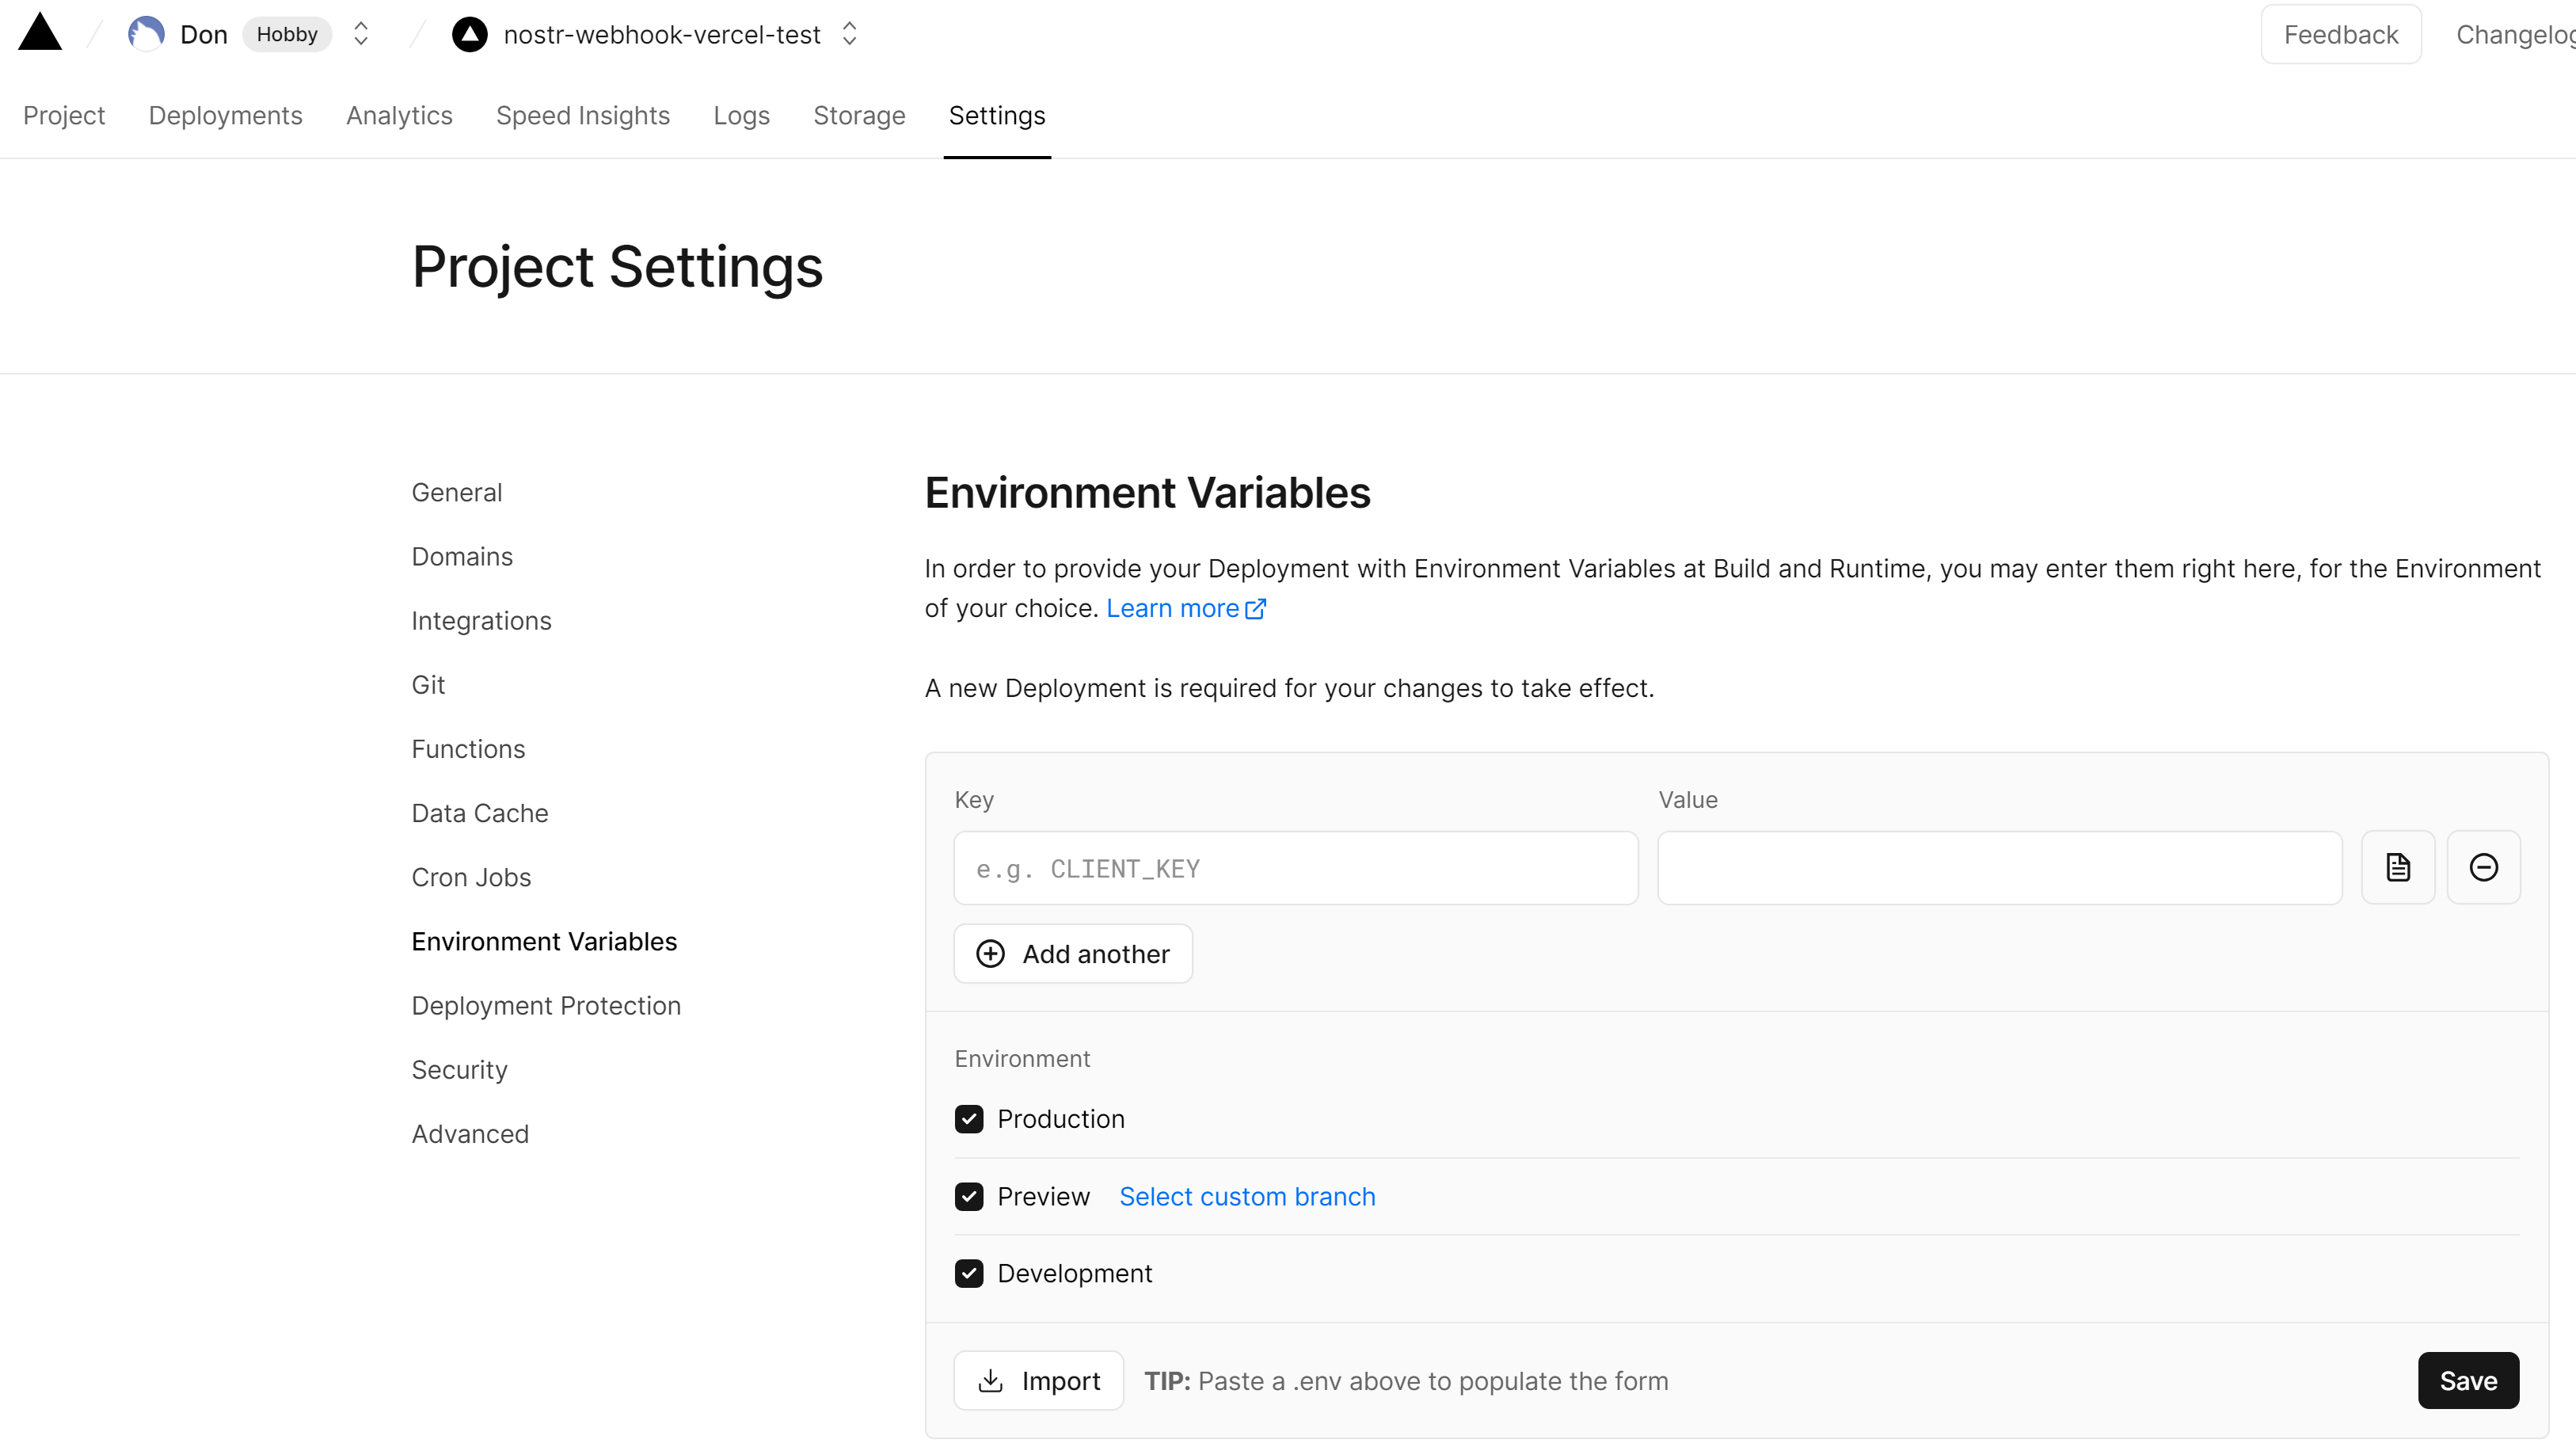 Don Hobby nostr-webhook-vercel-test Feedback Changelog
Project Deployments Analytics Speed Insights Logs Storage Settings
Project Settings
General
Domains
Integrations
Git
Functions
Data Cache
Cron Jobs
Environment Variables
Deployment Protection
Security
Advanced
Environment Variables
In order to provide your Deployment with Environment Variables at Build and Runtime, you may enter them right here, for the Environment
of your choice. Learn more
A new Deployment is required for your changes to take effect.
Key Value
e.g. CLIENT_KEY
Add another
Environment
Production
Preview Select custom branch
Development
Import TIP: Paste a .env above to populate the form Save